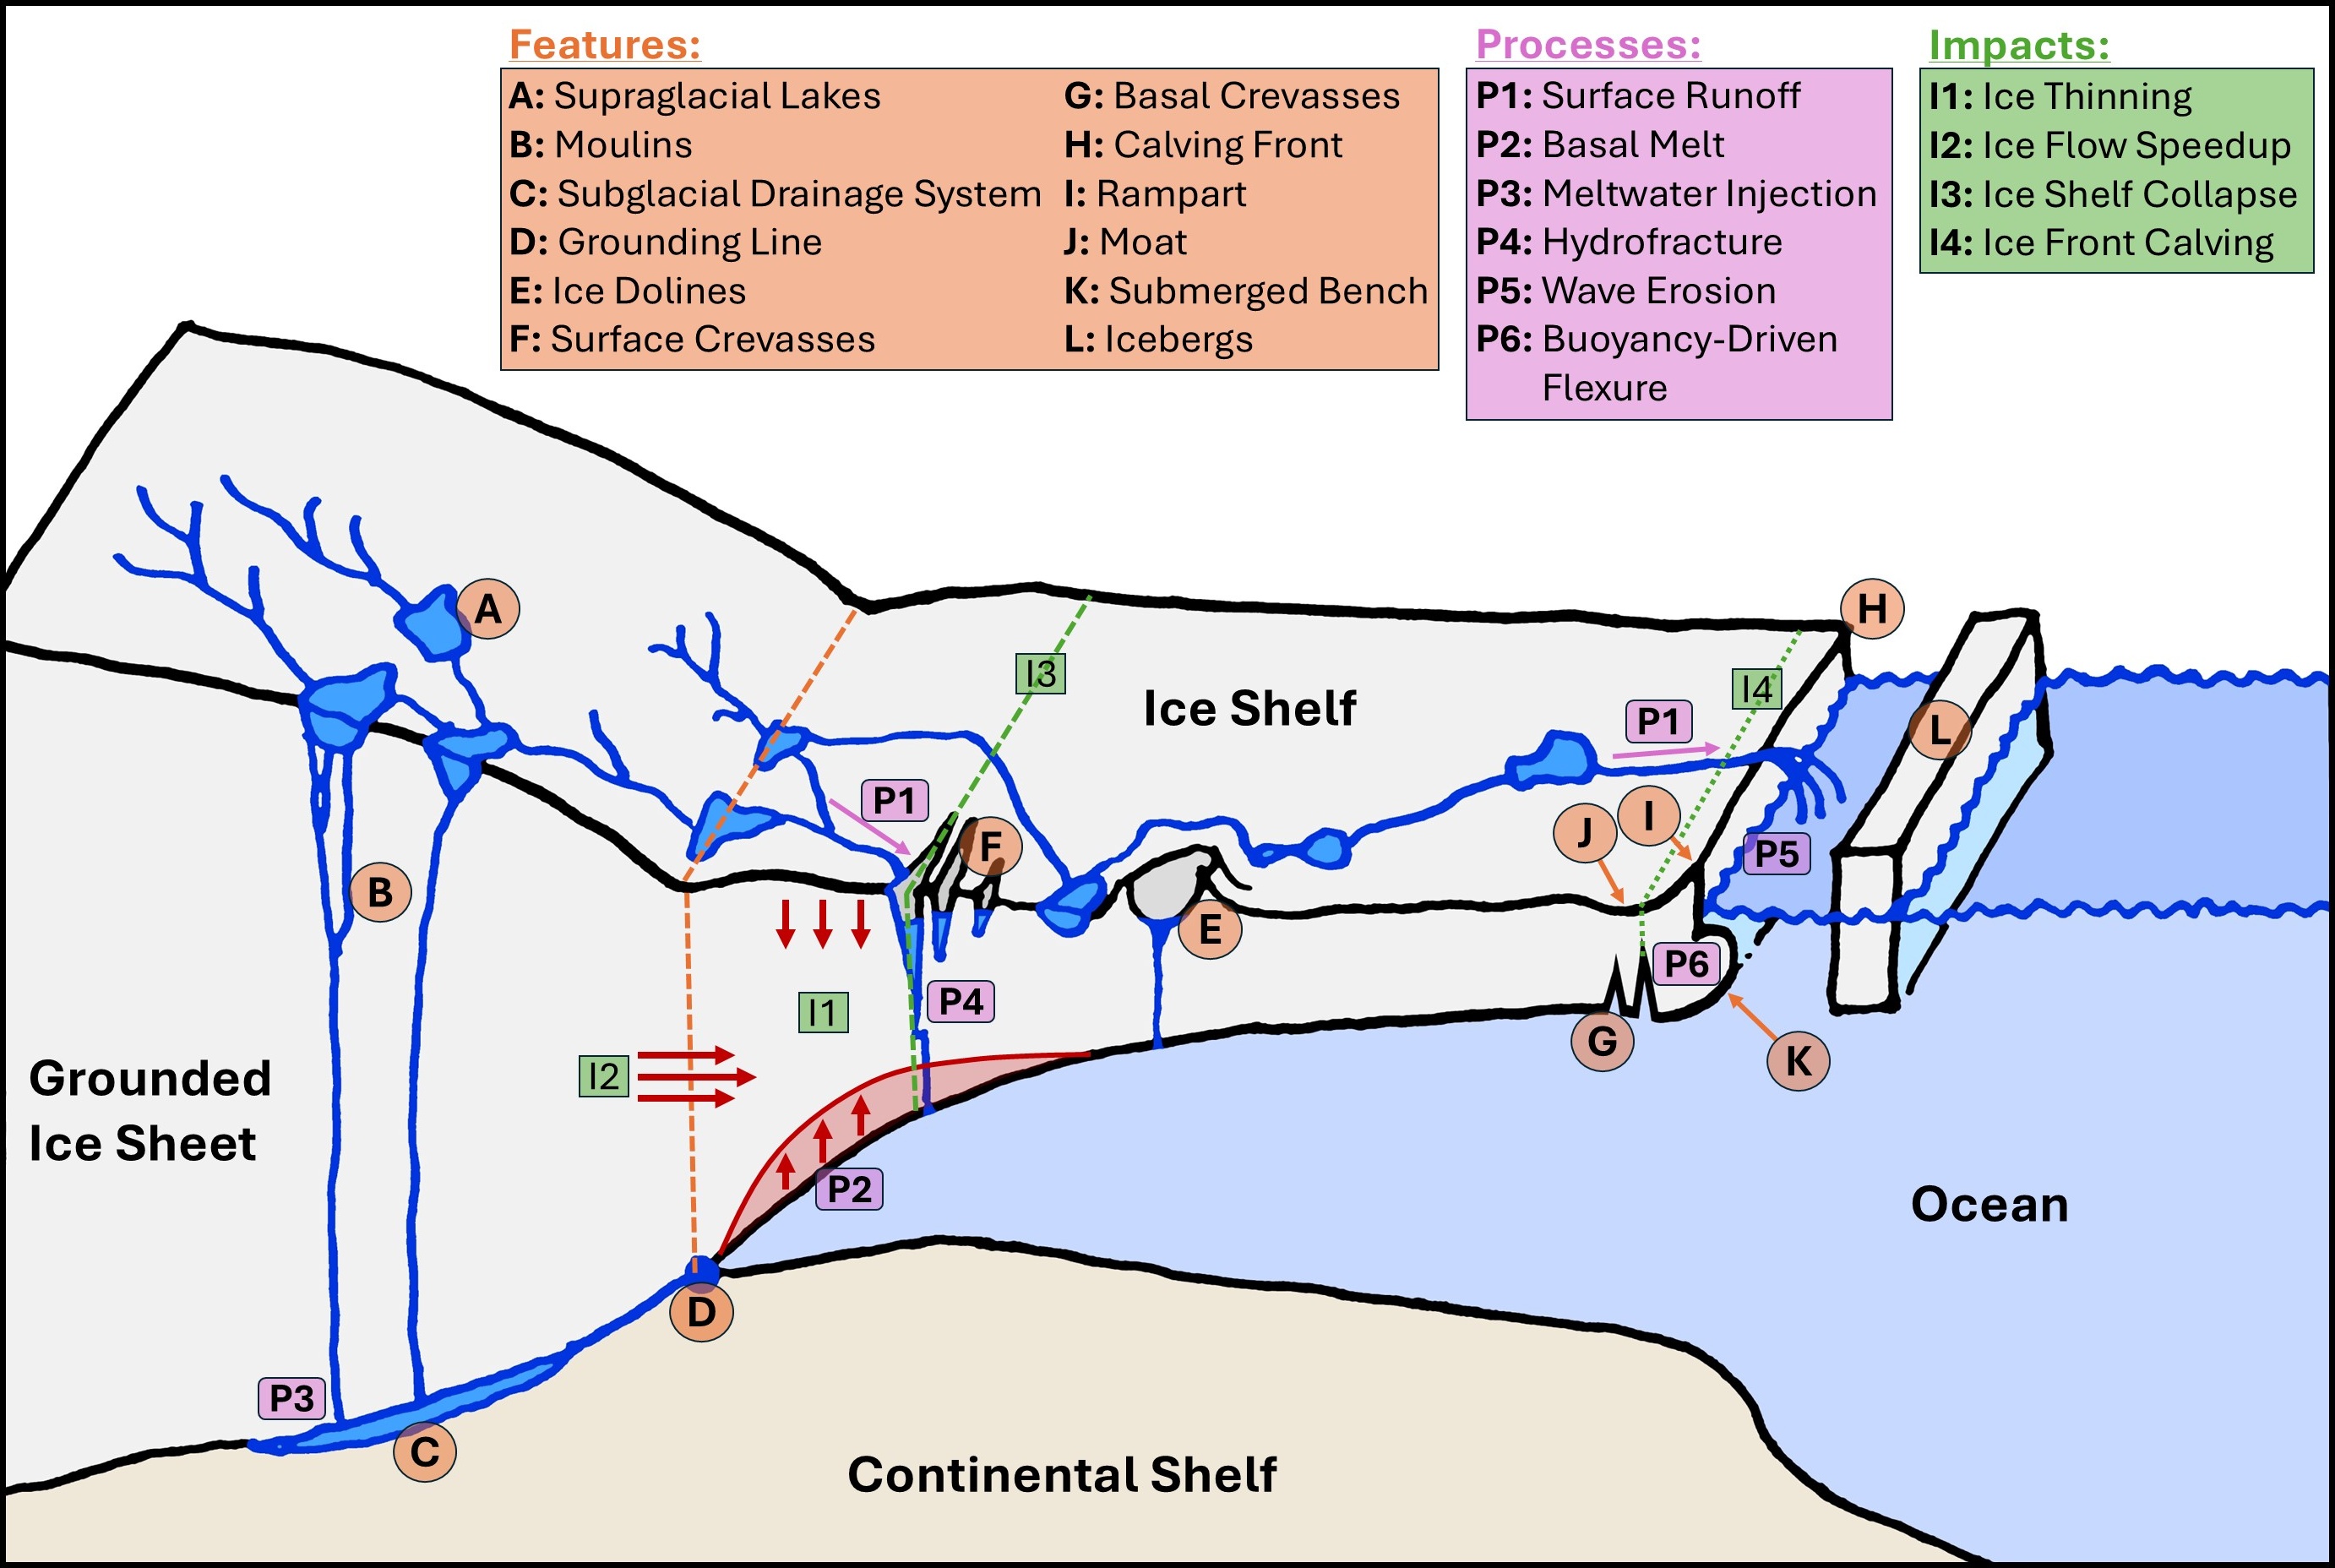 Features:
A: Supraglacial Lakes
B: Moulins
C: Subglacial Drainage System
D: Grounding Line
E: Ice Dolines
F: Surface Crevasses
G: Basal Crevasses
H: Calving Front
I: Rampart
J: Moat
K: Submerged Bench
L: Icebergs
Processes:
P1: Surface Runoff
P2: Basal Melt
P3: Meltwater Injection
P4: Hydrofracture
P5: Wave Erosion
P6: Buoyancy-Driven
Flexure
Impacts:
I1: Ice Thinning
I2: Ice Flow Speedup
I3: Ice Shelf Collapse
I4: Ice Front Calving
A
H
I3
I4
Ice Shelf
P1
L
P1
I
J
F
P5
B
E
P6
P4
I1
G
K
I2
Grounded
Ice Sheet
P2
Ocean
D
P3
C
Continental Shelf